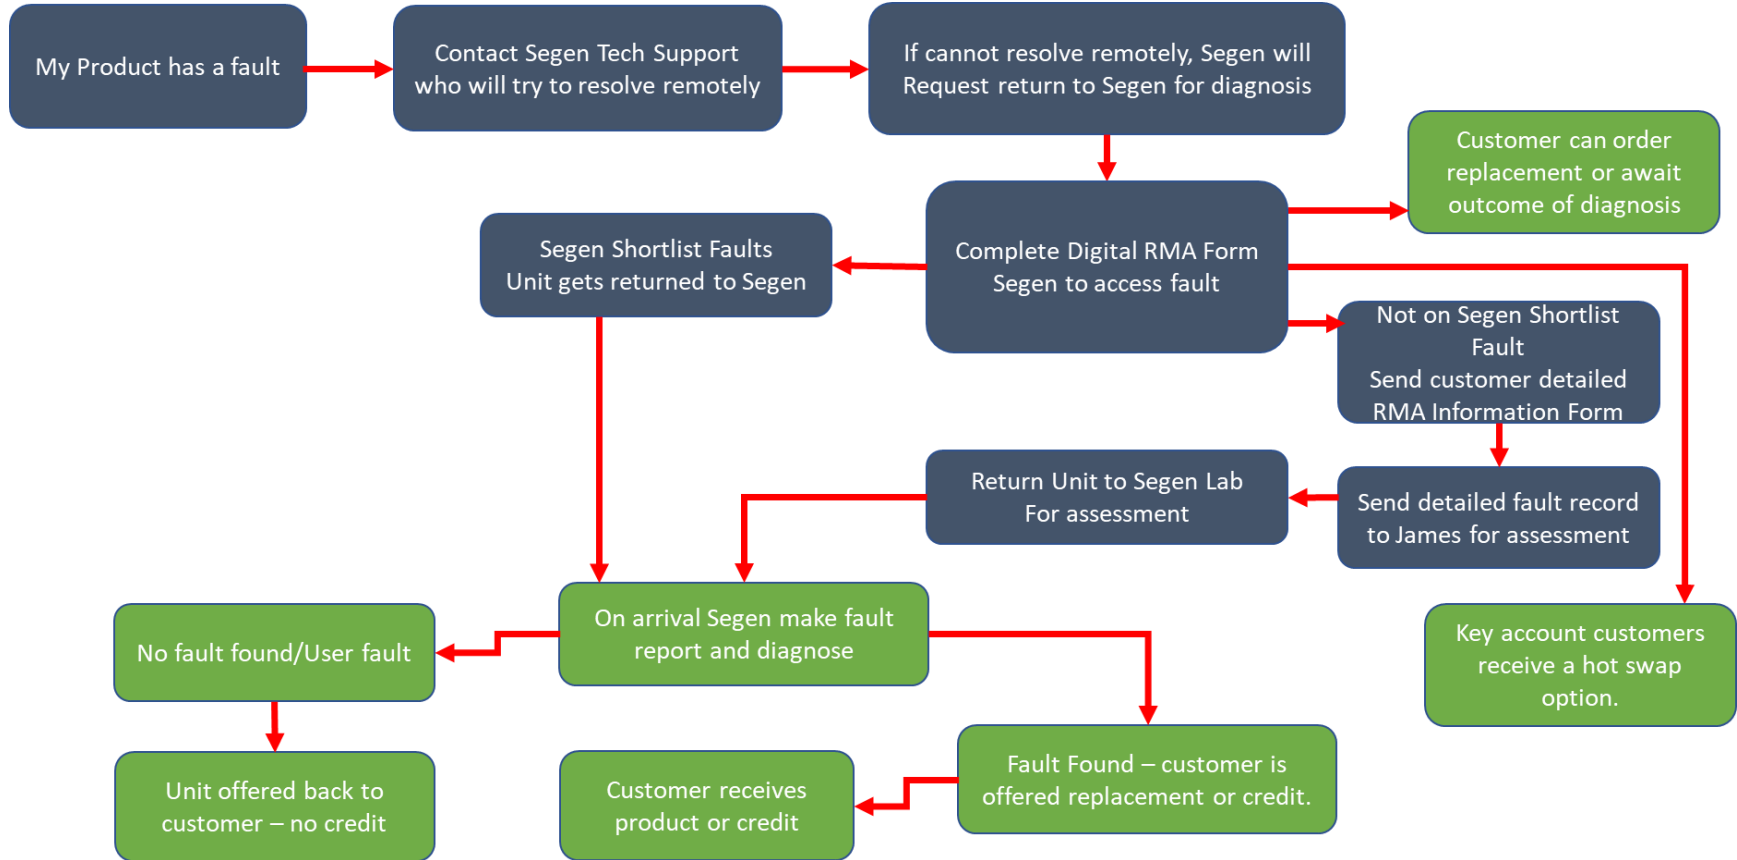 My Product has a fault
Contact Segen Tech Support
who will try to resolve remotely
If cannot resolve remotely, Segen will
Request return to Segen for diagnosis
Customer can order
replacement or await
outcome of diagnosis
Complete Digital RMA Form
Segen to access fault
Segen Shortlist Faults
Unit gets returned to Segen
Not on Segen Shortlist
Fault
Send customer detailed
RMA Information Form
Send detailed fault record
to James for assessment
Return Unit to Segen Lab
For assessment
On arrival Segen make fault
report and diagnose
No fault found/User fault
Key account customers
receive a hot swap
option.
Unit offered back to
customer – no credit
Fault Found – customer is
offered replacement or credit.
Customer receives
product or credit